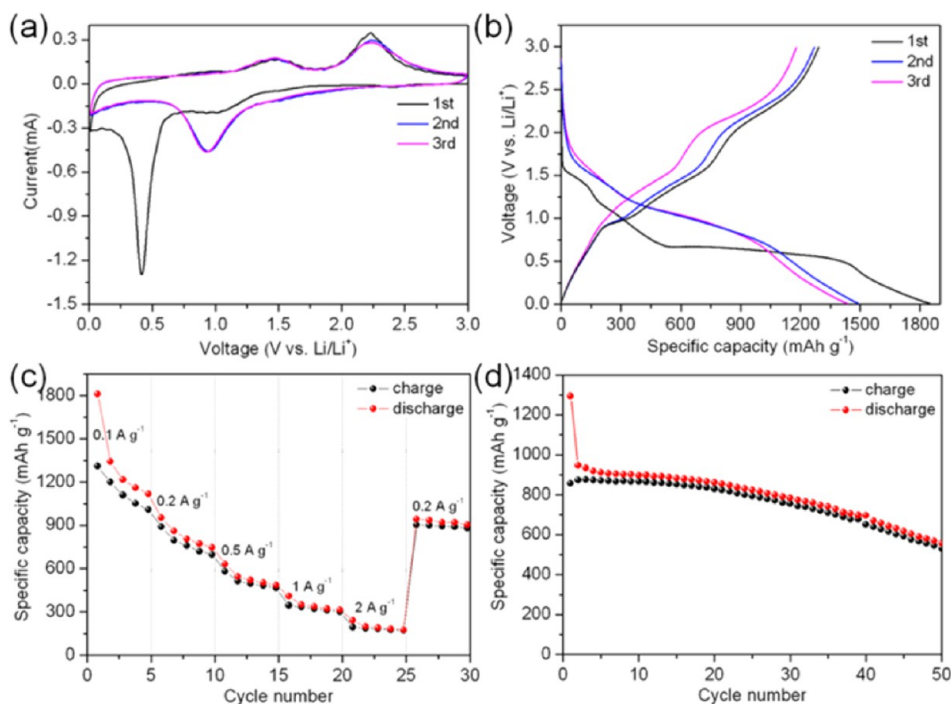 (a)
0.3
0.0
-0.3
-0.6
-0.9
-1.2
-1.5
Current(mA)
1st
2nd
3rd
0.0 0.5 1.0 1.5 2.0 2.5 3.0
Voltage (V vs. Li/Li⁺)
(b)
3.0
2.5
2.0
1.5
1.0
0.5
0.0
Voltage (V vs. Li/Li⁺)
1st
2nd
3rd
0 300 600 900 1200 1500 1800
Specific capacity (mAh g⁻¹)
(c)
1800
1500
1200
900
600
300
0
Specific capacity (mAh g⁻¹)
charge
discharge
0.1 A g⁻¹
0.2 A g⁻¹
0.5 A g⁻¹
1 A g⁻¹
2 A g⁻¹
0.2 A g⁻¹
0 5 10 15 20 25 30
Cycle number
(d)
1400
1200
1000
800
600
400
200
0
Specific capacity (mAh g⁻¹)
charge
discharge
0 10 20 30 40 50
Cycle number